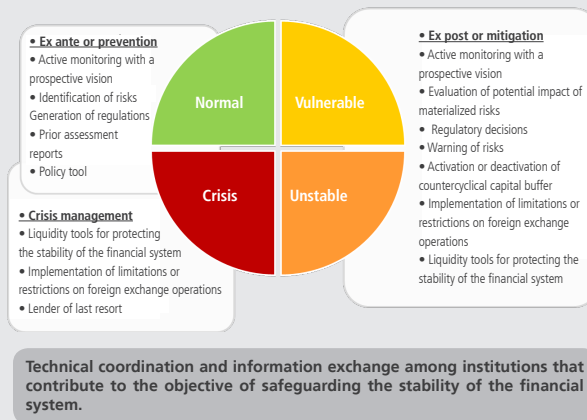 • Ex ante or prevention
• Active monitoring with a
prospective vision
• Identification of risks
Generation of regulations
• Prior assessment
reports
• Policy tool
Normal
Vulnerable
• Ex post or mitigation
• Active monitoring with a
prospective vision
• Evaluation of potential impact of
materialized risks
• Regulatory decisions
• Warning of risks
• Activation or deactivation of
countercyclical capital buffer
• Implementation of limitations or
restrictions on foreign exchange
operations
• Liquidity tools for protecting the
stability of the financial system
Crisis
Unstable
• Crisis management
• Liquidity tools for protecting
the stability of the financial system
• Implementation of limitations or
restrictions on foreign exchange operations
• Lender of last resort
Technical coordination and information exchange among institutions that
contribute to the objective of safeguarding the stability of the financial
system.